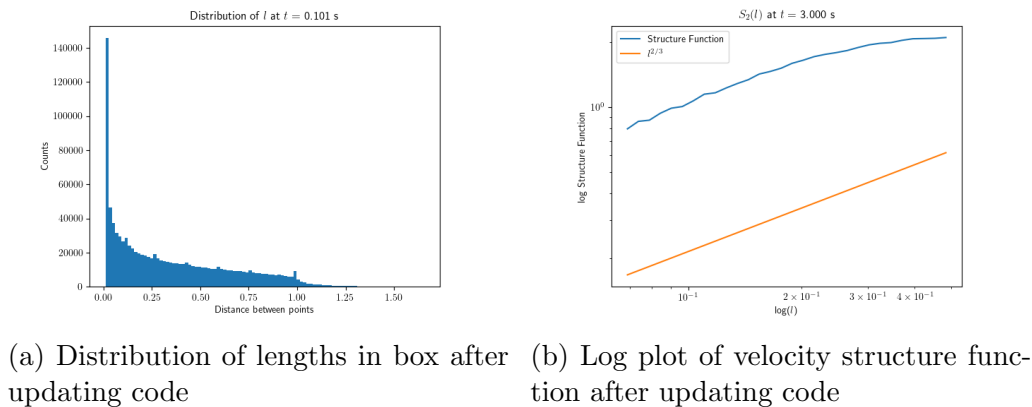 Distribution of l at t = 0.101 s
140000
120000
100000
80000
60000
40000
20000
0
Counts
0.00 0.25 0.50 0.75 1.00 1.25 1.50
Distance between points
S₂(l) at t = 3.000 s
Structure Function
l^{2/3}
10⁰
log Structure Function
10⁻¹ 2 × 10⁻¹ 3 × 10⁻¹ 4 × 10⁻¹
log(l)
(a) Distribution of lengths in box after
updating code
(b) Log plot of velocity structure func-
tion after updating code